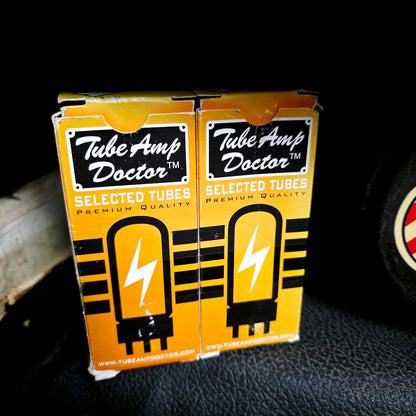 Tube Amp
Doctor™
SELECTED TUBES
PREMIUM QUALITY
WWW.TUBEAMPDOCTOR.COM
Tube Amp
Doctor™
SELECTED TUBES
PREMIUM QUALITY
WWW.TUBEAMPDOCTOR.COM